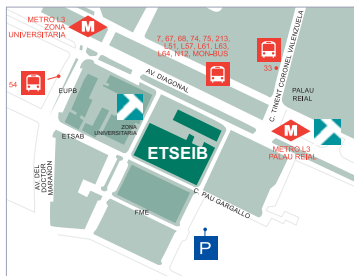 METRO L3
ZONA
UNIVERSITARIA
M
7, 67, 68, 74, 75, 213,
L51, L57, L61, L63,
L64, N12, MON-BUS
33
C. TINENT CORONEL VALENZUELA
54
EUPB
AV. DIAGONAL
PALAU
REIAL
ZONA
UNIVERSITARIA
M
METRO L3
PALAU REIAL
ETSAB
ETSEIB
AV. DEL
DOCTOR
MARAÑON
C. PAU GARGALLO
FME
P